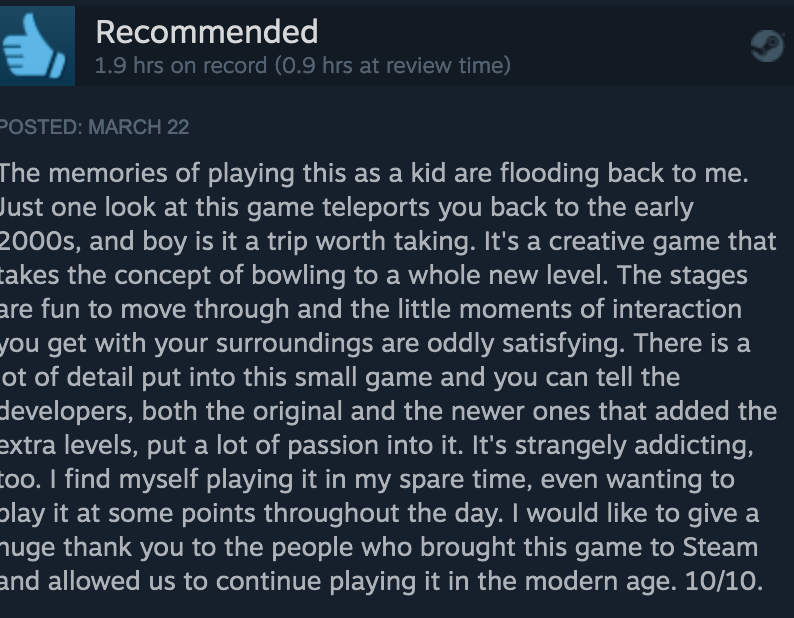 Recommended
1.9 hrs on record (0.9 hrs at review time)
POSTED: MARCH 22
The memories of playing this as a kid are flooding back to me.
Just one look at this game teleports you back to the early
2000s, and boy is it a trip worth taking. It's a creative game that
takes the concept of bowling to a whole new level. The stages
are fun to move through and the little moments of interaction
you get with your surroundings are oddly satisfying. There is a
lot of detail put into this small game and you can tell the
developers, both the original and the newer ones that added the
extra levels, put a lot of passion into it. It's strangely addicting,
too. I find myself playing it in my spare time, even wanting to
play it at some points throughout the day. I would like to give a
huge thank you to the people who brought this game to Steam
and allowed us to continue playing it in the modern age. 10/10.